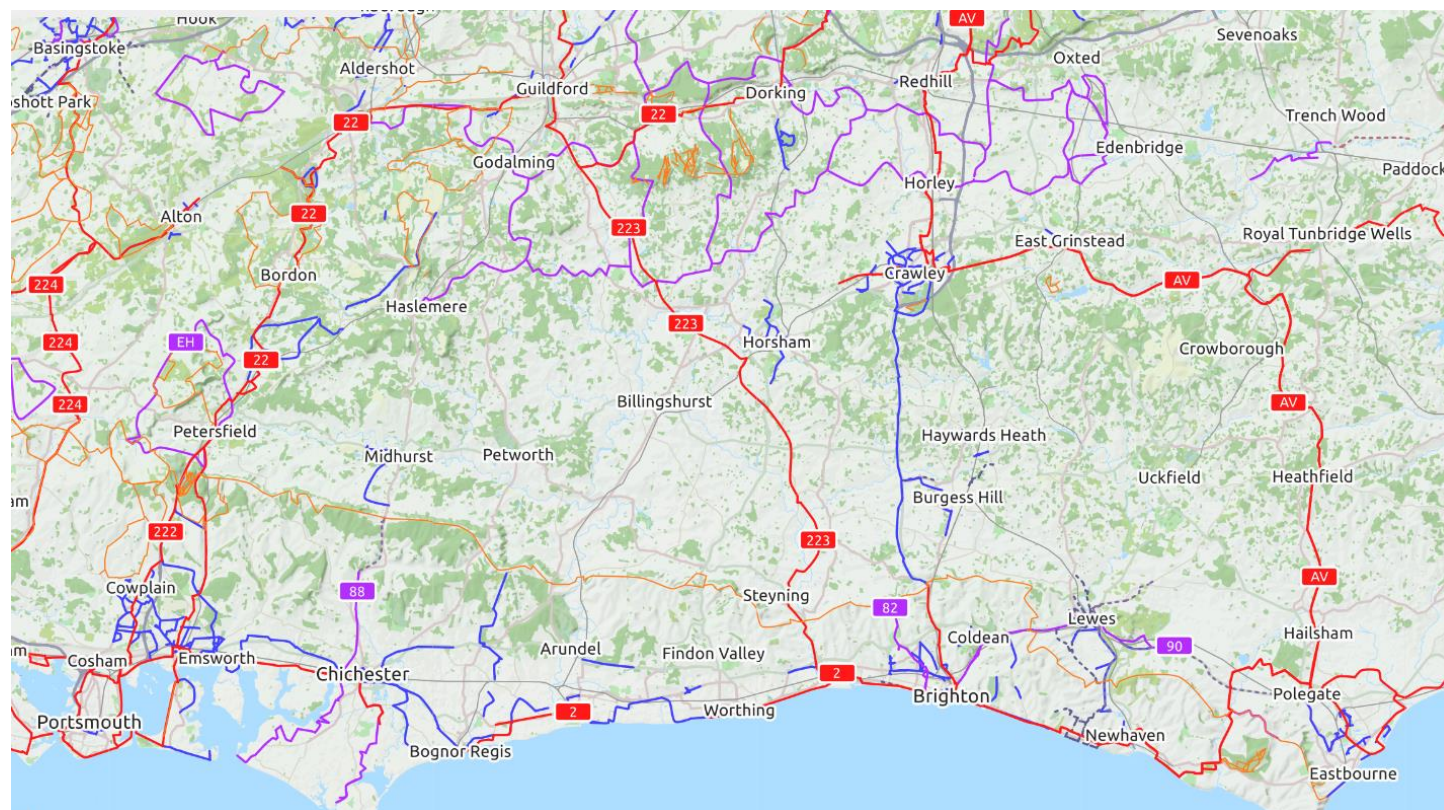 Hook
AV
Basingstoke
Sevenoaks
Oxted
Aldershot
Redhill
Guildford
Dorking
Park
22
22
Trench Wood
Edenbridge
Godalming
Paddock
Horley
22
Alton
223
Royal Tunbridge Wells
East Grinstead
Bordon
Crawley
AV
224
Haslemere
223
224
EH
Horsham
Crowborough
22
224
Billingshurst
AV
Petersfield
Haywards Heath
Midhurst
Petworth
Uckfield
Heathfield
Burgess Hill
222
223
AV
Cowplain
88
Steyning
82
Lewes
Coldean
Hailsham
Arundel
Findon Valley
90
Cosham
Emsworth
Chichester
2
Polegate
Brighton
2
Worthing
Portsmouth
Newhaven
Bognor Regis
Eastbourne